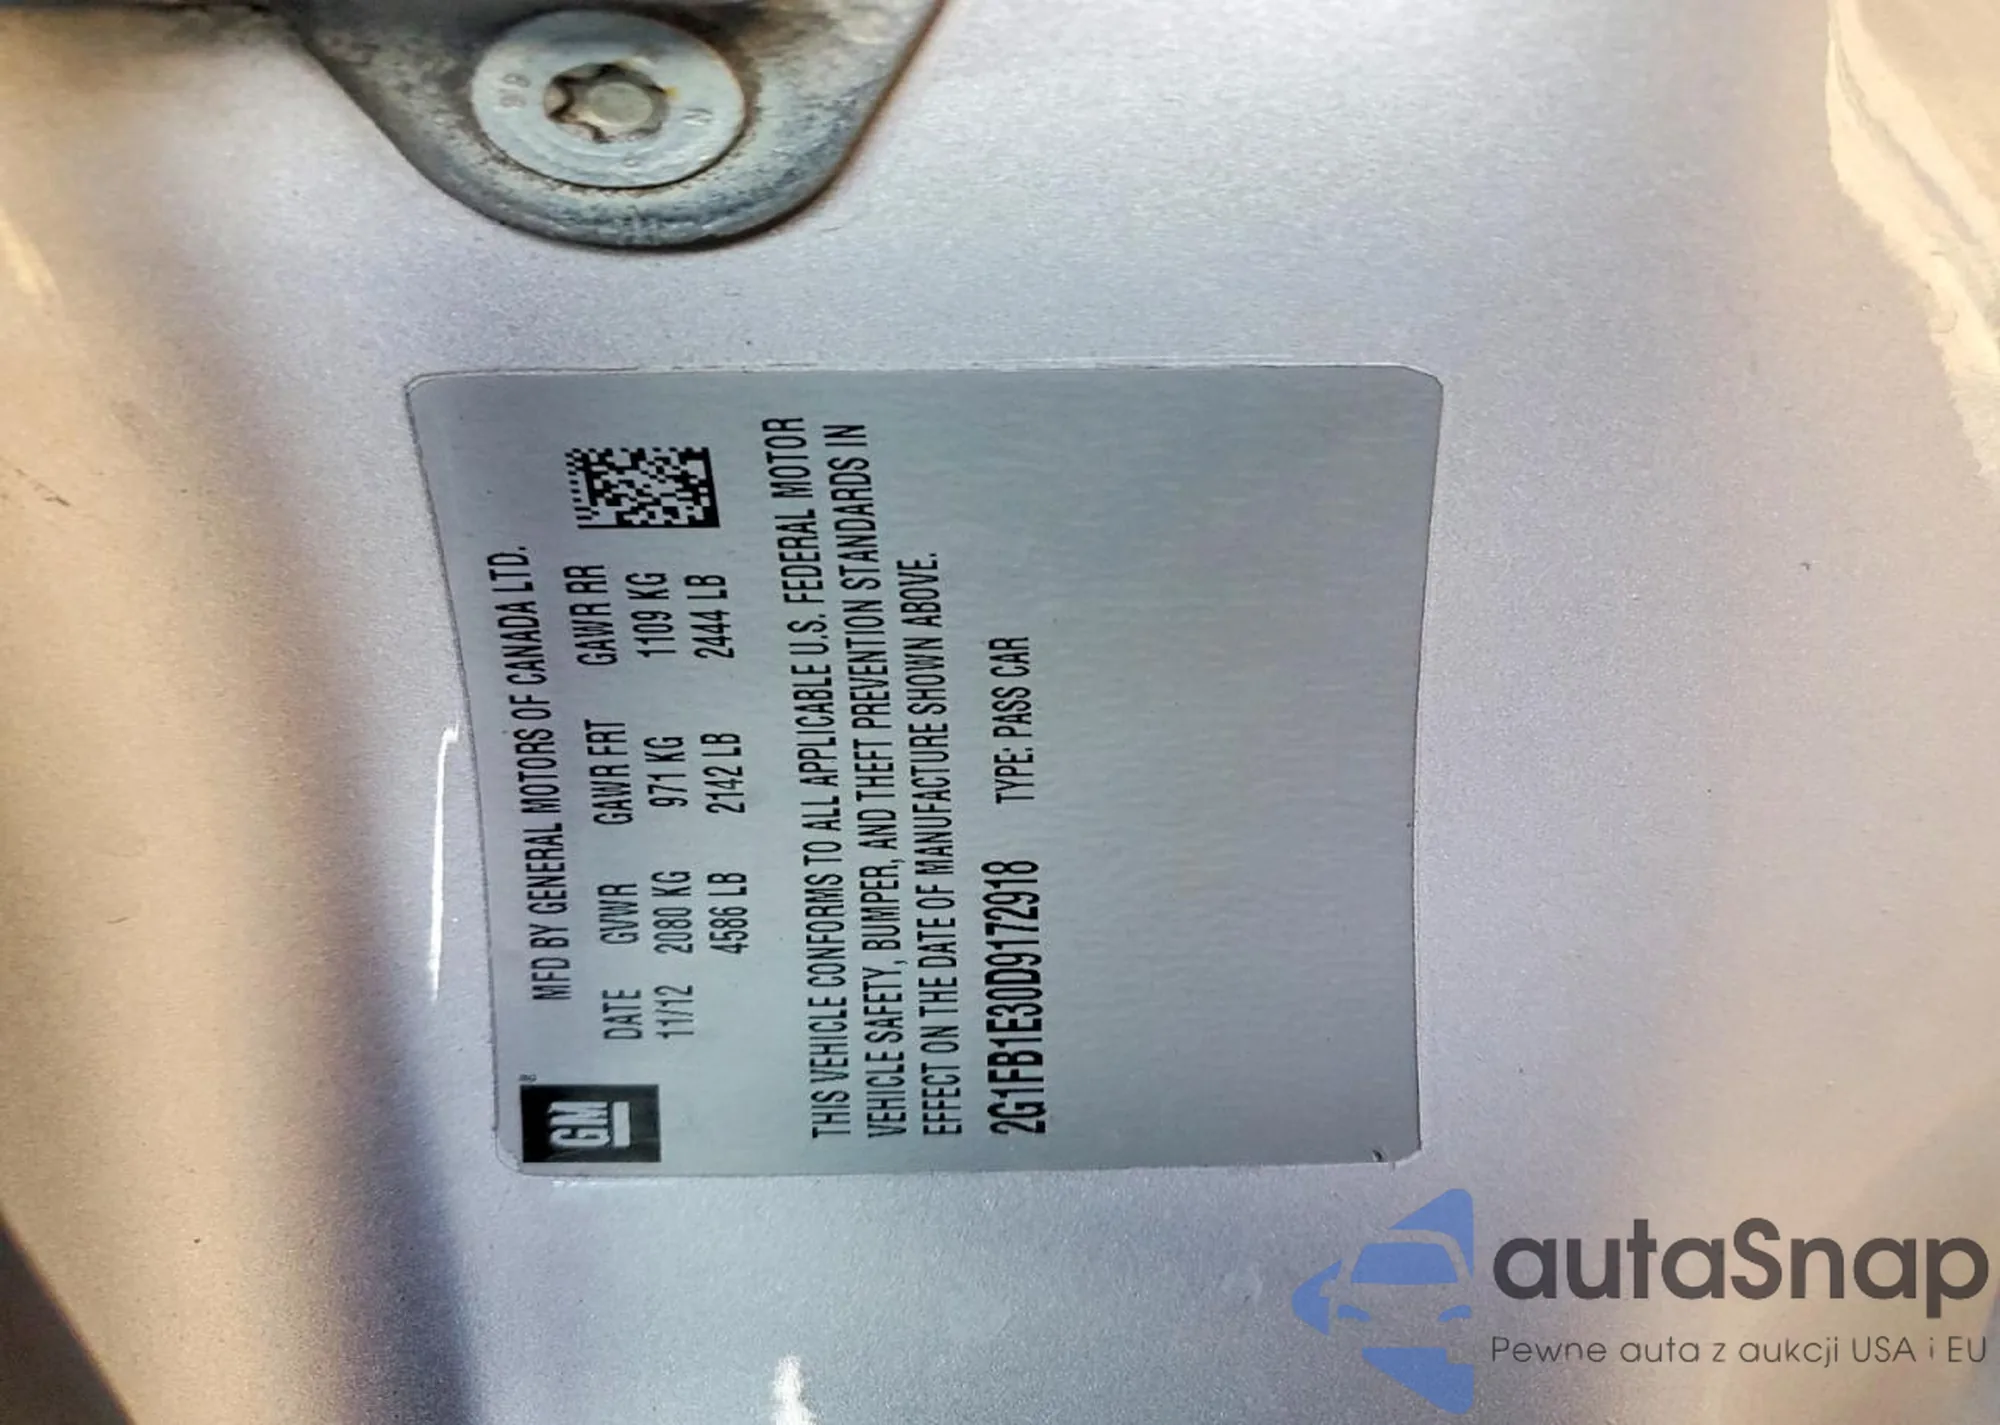 GM
MFD BY GENERAL MOTORS OF CANADA LTD.
DATE GVWR GAWR FRT GAWR RR
11/12 2080 KG 971 KG 1109 KG
4586 LB 2142 LB 2444 LB
THIS VEHICLE CONFORMS TO ALL APPLICABLE U.S. FEDERAL MOTOR
VEHICLE SAFETY, BUMPER, AND THEFT PREVENTION STANDARDS IN
EFFECT ON THE DATE OF MANUFACTURE SHOWN ABOVE.
2G1FB1E30D9172918 TYPE: PASS CAR
autaSnap
Pewne auta z aukcji USA i EU